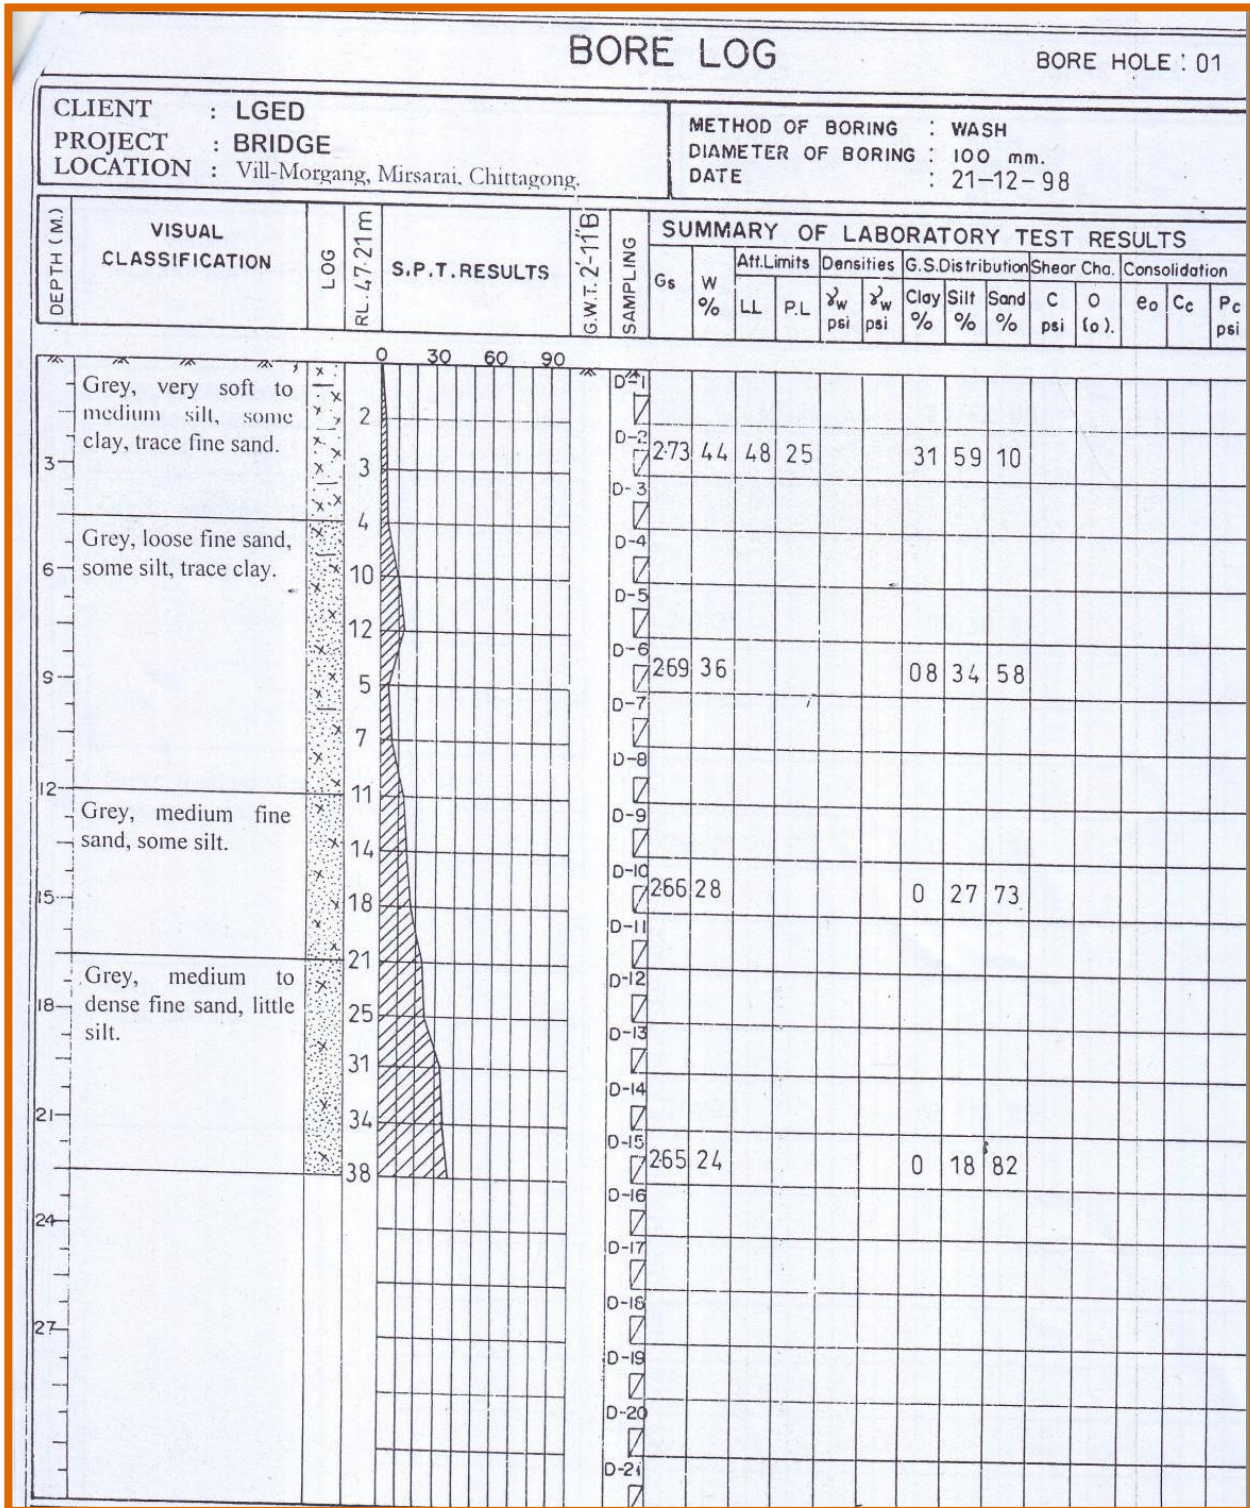 BORE LOG
BORE HOLE : 01
CLIENT : LGED
PROJECT : BRIDGE
LOCATION : Vill-Morgang, Mirsarai, Chittagong.
METHOD OF BORING : WASH
DIAMETER OF BORING : 100 mm.
DATE : 21-12-98
DEPTH (M.)
VISUAL
CLASSIFICATION
LOG
RL. 47-21m
S.P.T. RESULTS
G.W.T. 2-11"B
SAMPLING
SUMMARY OF LABORATORY TEST RESULTS
Gs
W
%
Att.Limits
LL P.L
Densities
γw γw
psi psi
G.S.Distribution
Clay Silt Sand
% % %
Shear Cha.
C O
psi (o).
Consolidation
eo Cc Pc
psi
0 30 60 90
Grey, very soft to
medium silt, some
clay, trace fine sand.
Grey, loose fine sand,
some silt, trace clay.
Grey, medium fine
sand, some silt.
Grey, medium to
dense fine sand, little
silt.
3
6
9
12
15
18
21
24
27
2
3
4
10
12
5
7
11
14
18
21
25
31
34
38
D-1
D-2
2.73 44 48 25 31 59 10
D-3
D-4
D-5
D-6
269 36 08 34 58
D-7
D-8
D-9
D-10
266 28 0 27 73
D-11
D-12
D-13
D-14
D-15
265 24 0 18 82
D-16
D-17
D-18
D-19
D-20
D-21